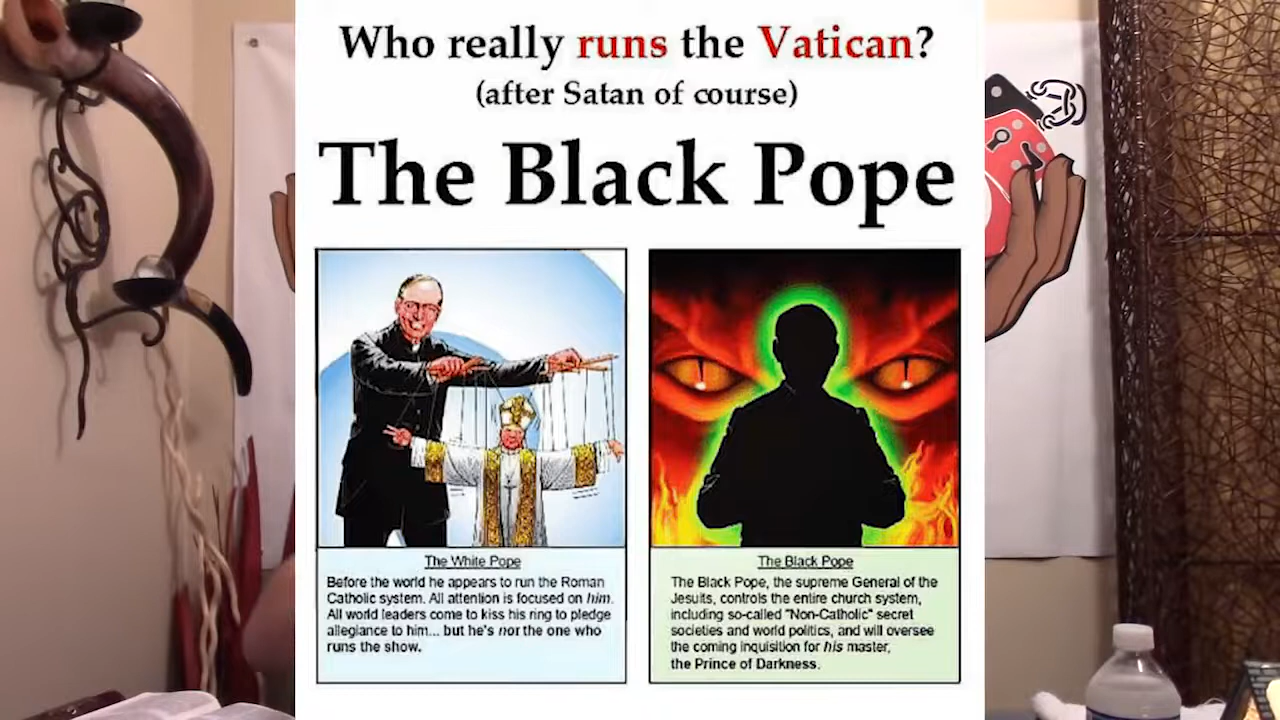 Who really runs the Vatican?
(after Satan of course)
The Black Pope
The White Pope
Before the world he appears to run the Roman
Catholic system. All attention is focused on him.
All world leaders come to kiss his ring to pledge
allegiance to him... but he's not the one who
runs the show.
The Black Pope
The Black Pope, the supreme General of the
Jesuits, controls the entire church system,
including so-called "Non-Catholic" secret
societies and world politics, and will oversee
the coming inquisition for his master,
the Prince of Darkness.